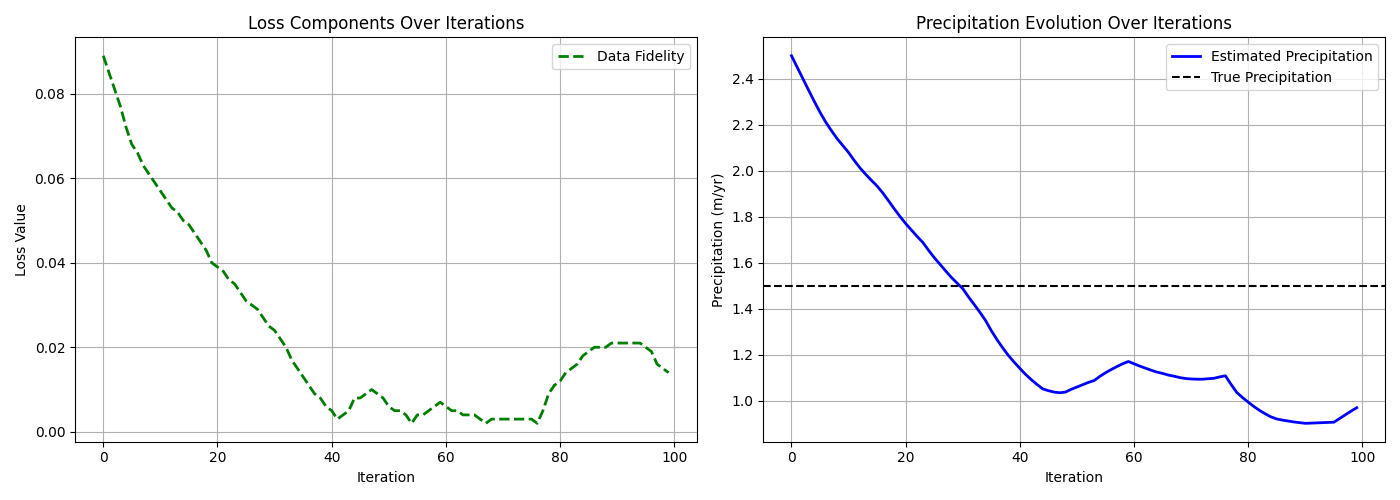 Loss Components Over Iterations
Data Fidelity
Loss Value
0.08
0.06
0.04
0.02
0.00
0 20 40 60 80 100
Iteration
Precipitation Evolution Over Iterations
Estimated Precipitation
True Precipitation
Precipitation (m/yr)
2.4
2.2
2.0
1.8
1.6
1.4
1.2
1.0
0 20 40 60 80 100
Iteration